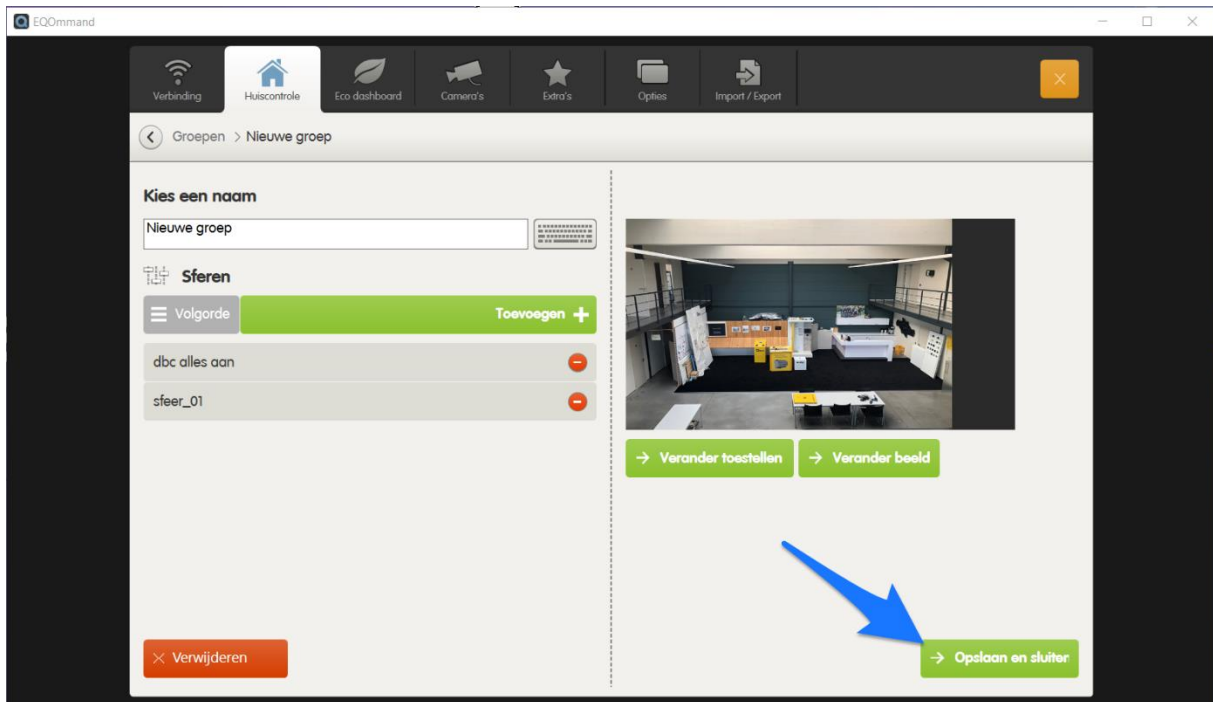 EQOmmand
Verbinding
Huiscontrole
Eco dashboard
Camera's
Extra's
Opties
Import / Export
Groepen > Nieuwe groep
Kies een naam
Nieuwe groep
Sferen
Volgorde
Toevoegen
dbc alles aan
sfeer_01
Verander toestellen
Verander beeld
Verwijderen
Opslaan en sluiten